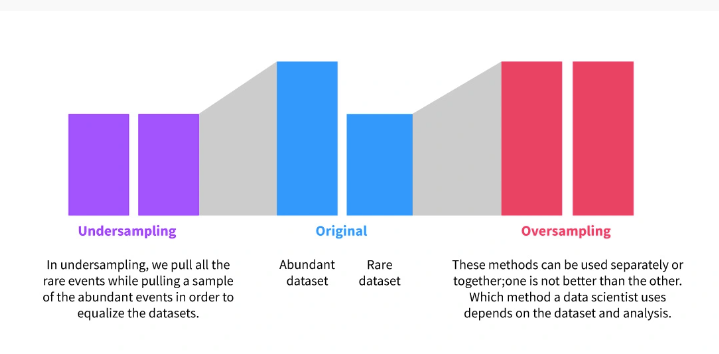 Undersampling
Original
Oversampling
In undersampling, we pull all the
rare events while pulling a sample
of the abundant events in order to
equalize the datasets.
Abundant
dataset
Rare
dataset
These methods can be used separately or
together;one is not better than the other.
Which method a data scientist uses
depends on the dataset and analysis.